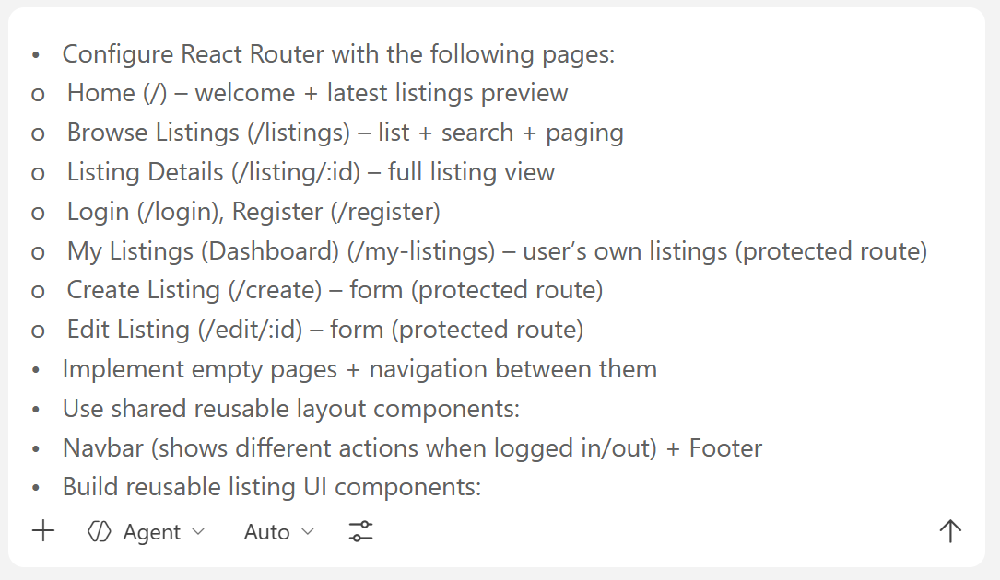 • Configure React Router with the following pages:
o Home (/) – welcome + latest listings preview
o Browse Listings (/listings) – list + search + paging
o Listing Details (/listing/:id) – full listing view
o Login (/login), Register (/register)
o My Listings (Dashboard) (/my-listings) – user’s own listings (protected route)
o Create Listing (/create) – form (protected route)
o Edit Listing (/edit/:id) – form (protected route)
• Implement empty pages + navigation between them
• Use shared reusable layout components:
• Navbar (shows different actions when logged in/out) + Footer
• Build reusable listing UI components:
Agent Auto